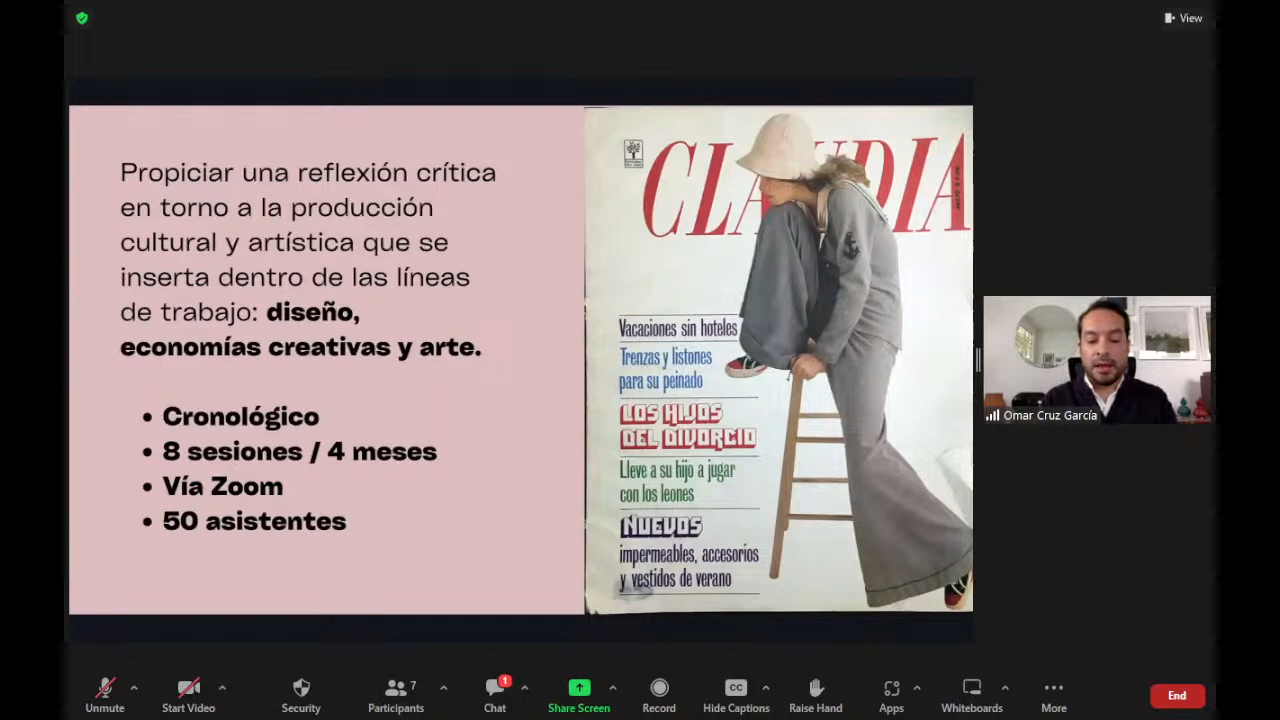 View
Propiciar una reflexión crítica
en torno a la producción
cultural y artística que se
inserta dentro de las líneas
de trabajo: diseño,
economías creativas y arte.
• Cronológico
• 8 sesiones / 4 meses
• Vía Zoom
• 50 asistentes
CLAUDIA
Vacaciones sin hoteles
Trenzas y listones
para su peinado
LOS HIJOS
DEL DIVORCIO
Lleve a su hijo a jugar
con los leones
NUEVOS
impermeables, accesorios
y vestidos de verano
Omar Cruz García
7
1
CC
Unmute
Start Video
Security
Participants
Chat
Share Screen
Record
Hide Captions
Raise Hand
Apps
Whiteboards
More
End